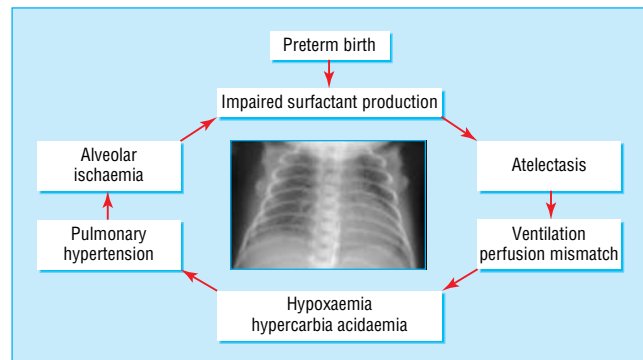 Preterm birth
Impaired surfactant production
Atelectasis
Ventilation
perfusion mismatch
Hypoxaemia
hypercarbia acidaemia
Pulmonary
hypertension
Alveolar
ischaemia